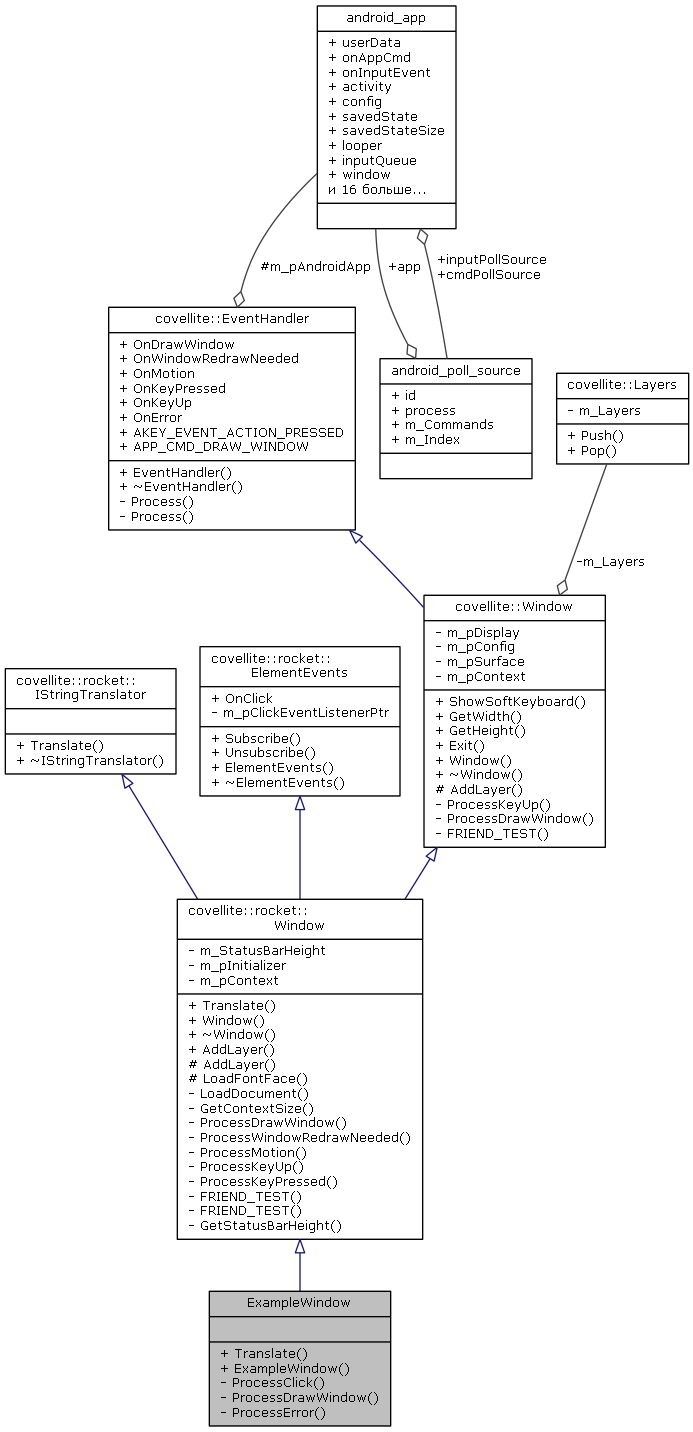 android_app
+ userData
+ onAppCmd
+ onInputEvent
+ activity
+ config
+ savedState
+ savedStateSize
+ looper
+ inputQueue
+ window
и 16 больше...
#m_pAndroidApp
+app
+inputPollSource
+cmdPollSource
covellite::EventHandler
+ OnDrawWindow
+ OnWindowRedrawNeeded
+ OnMotion
+ OnKeyPressed
+ OnKeyUp
+ OnError
+ AKEY_EVENT_ACTION_PRESSED
+ APP_CMD_DRAW_WINDOW
+ EventHandler()
+ ~EventHandler()
- Process()
- Process()
android_poll_source
+ id
+ process
+ m_Commands
+ m_Index
covellite::Layers
- m_Layers
+ Push()
+ Pop()
-m_Layers
covellite::Window
- m_pDisplay
- m_pConfig
- m_pSurface
- m_pContext
+ ShowSoftKeyboard()
+ GetWidth()
+ GetHeight()
+ Exit()
+ Window()
+ ~Window()
# AddLayer()
- ProcessKeyUp()
- ProcessDrawWindow()
- FRIEND_TEST()
covellite::rocket::
IStringTranslator
+ Translate()
+ ~IStringTranslator()
covellite::rocket::
ElementEvents
+ OnClick
- m_pClickEventListenerPtr
+ Subscribe()
+ Unsubscribe()
+ ElementEvents()
+ ~ElementEvents()
covellite::rocket::
Window
- m_StatusBarHeight
- m_pInitializer
- m_pContext
+ Translate()
+ Window()
+ ~Window()
+ AddLayer()
# AddLayer()
# LoadFontFace()
- LoadDocument()
- GetContextSize()
- ProcessDrawWindow()
- ProcessWindowRedrawNeeded()
- ProcessMotion()
- ProcessKeyUp()
- ProcessKeyPressed()
- FRIEND_TEST()
- FRIEND_TEST()
- GetStatusBarHeight()
ExampleWindow
+ Translate()
+ ExampleWindow()
- ProcessClick()
- ProcessDrawWindow()
- ProcessError()